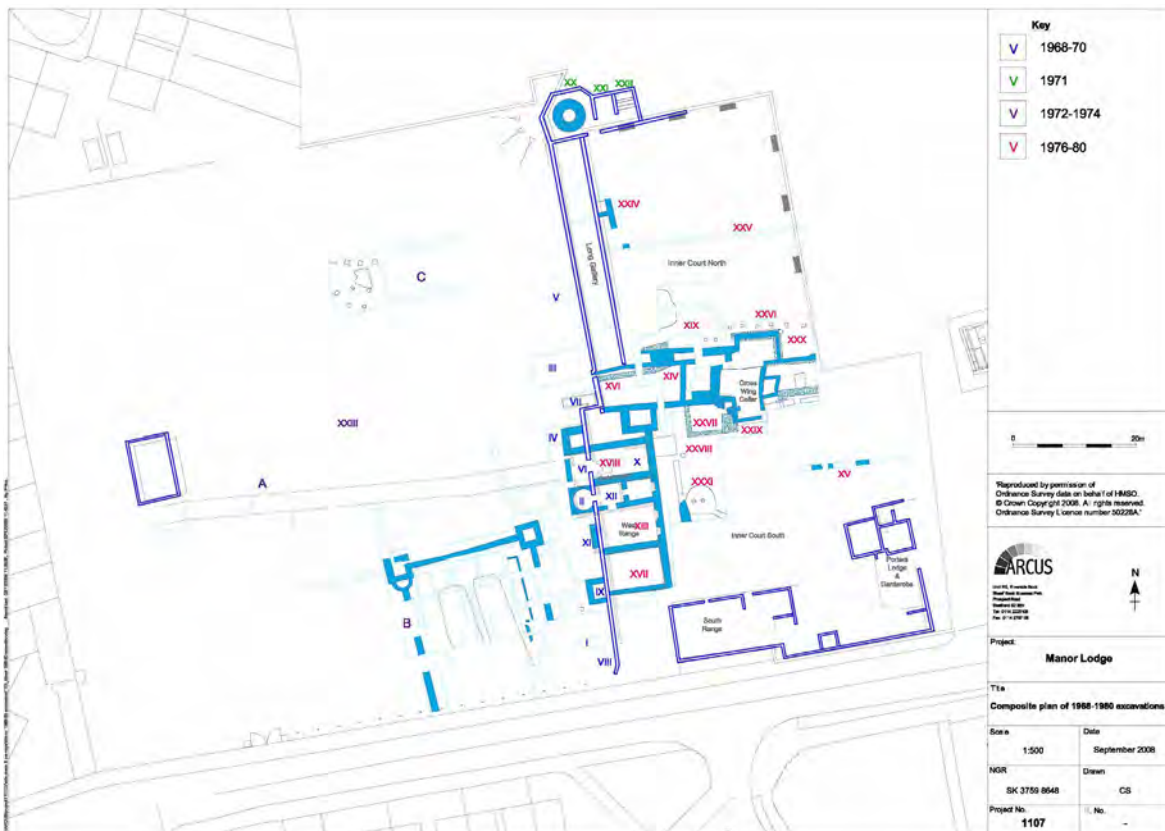 XX
XXI
XXII
XXIV
XXV
Long Gallery
Inner Court North
C
V
XIX
XXVI
XXX
III
XVI
XIV
Cross
Wing
Cellar
VII
XXIII
IV
XXVII
XXIX
XXVIII
VI
XVIII
X
XV
A
II
XII
XXXI
West
Range
XIII
Inner Court South
XI
XVII
Porters
Lodge
&
Garderobe
IX
B
South
Range
I
VIII
Key
V 1968-70
V 1971
V 1972-1974
V 1976-80
0 20m
'Reproduced by permission of
Ordnance Survey data on behalf of HMSO.
© Crown Copyright 2008. All rights reserved.
Ordnance Survey Licence number 50228A.'
ARCUS
N
Project:
Manor Lodge
Title
Composite plan of 1968-1980 excavations
Scale
1:500
Date
September 2008
NGR
SK 3759 8648
Drawn
CS
Project No.
1107
No.
-